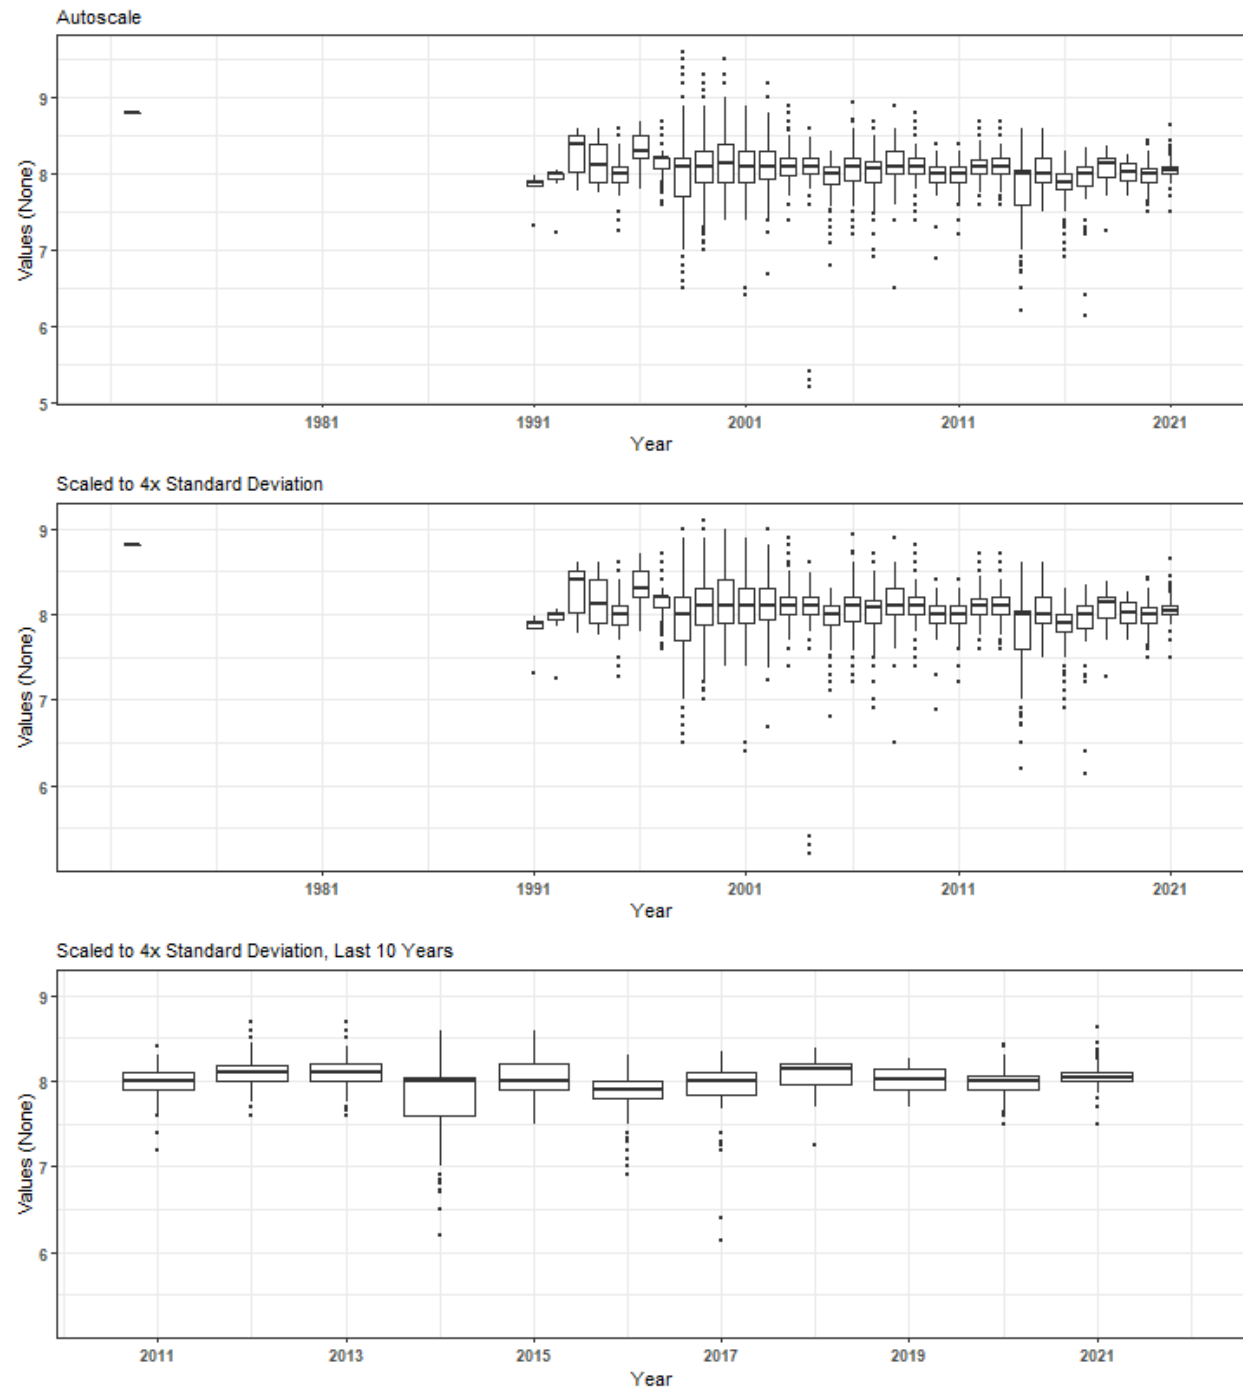 Autoscale
9
8
7
6
5
Values (None)
1981 1991 2001 2011 2021
Year
Scaled to 4x Standard Deviation
9
8
7
6
Values (None)
1981 1991 2001 2011 2021
Year
Scaled to 4x Standard Deviation, Last 10 Years
9
8
7
6
Values (None)
2011 2013 2015 2017 2019 2021
Year